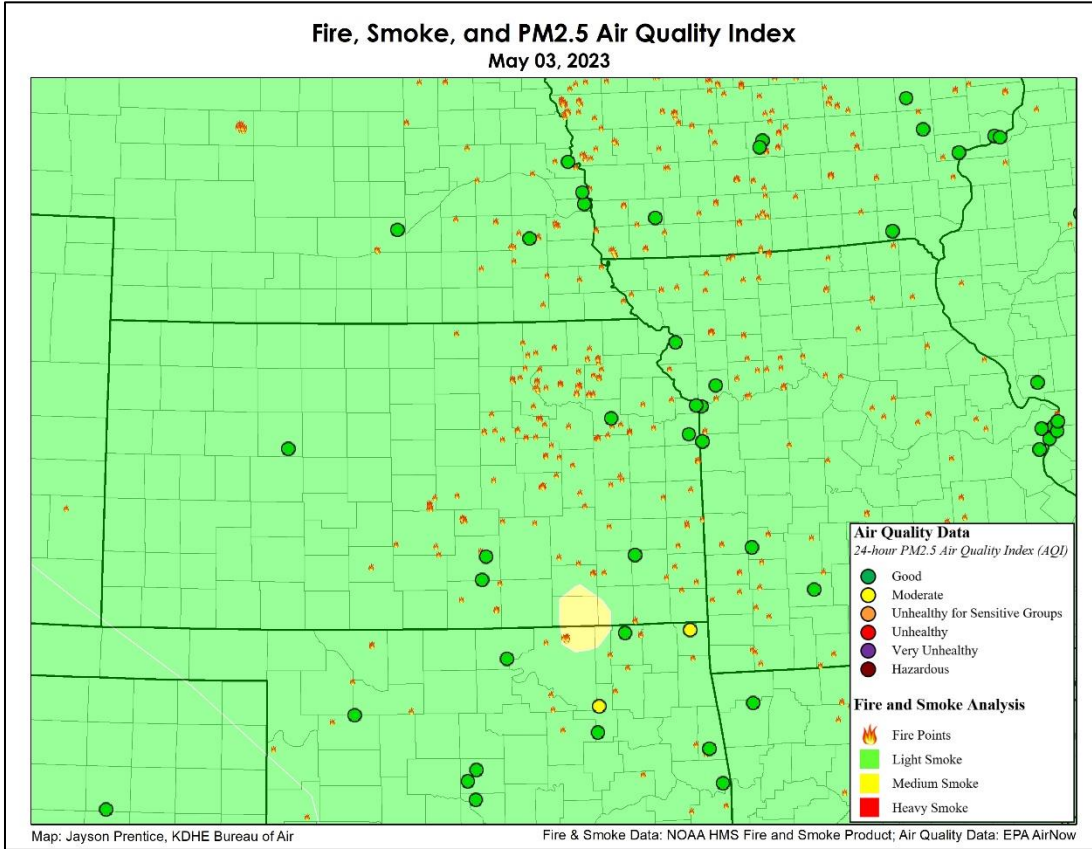 Fire, Smoke, and PM2.5 Air Quality Index
May 03, 2023
Air Quality Data
24-hour PM2.5 Air Quality Index (AQI)
Good
Moderate
Unhealthy for Sensitive Groups
Unhealthy
Very Unhealthy
Hazardous
Fire and Smoke Analysis
Fire Points
Light Smoke
Medium Smoke
Heavy Smoke
Map: Jayson Prentice, KDHE Bureau of Air
Fire & Smoke Data: NOAA HMS Fire and Smoke Product; Air Quality Data: EPA AirNow